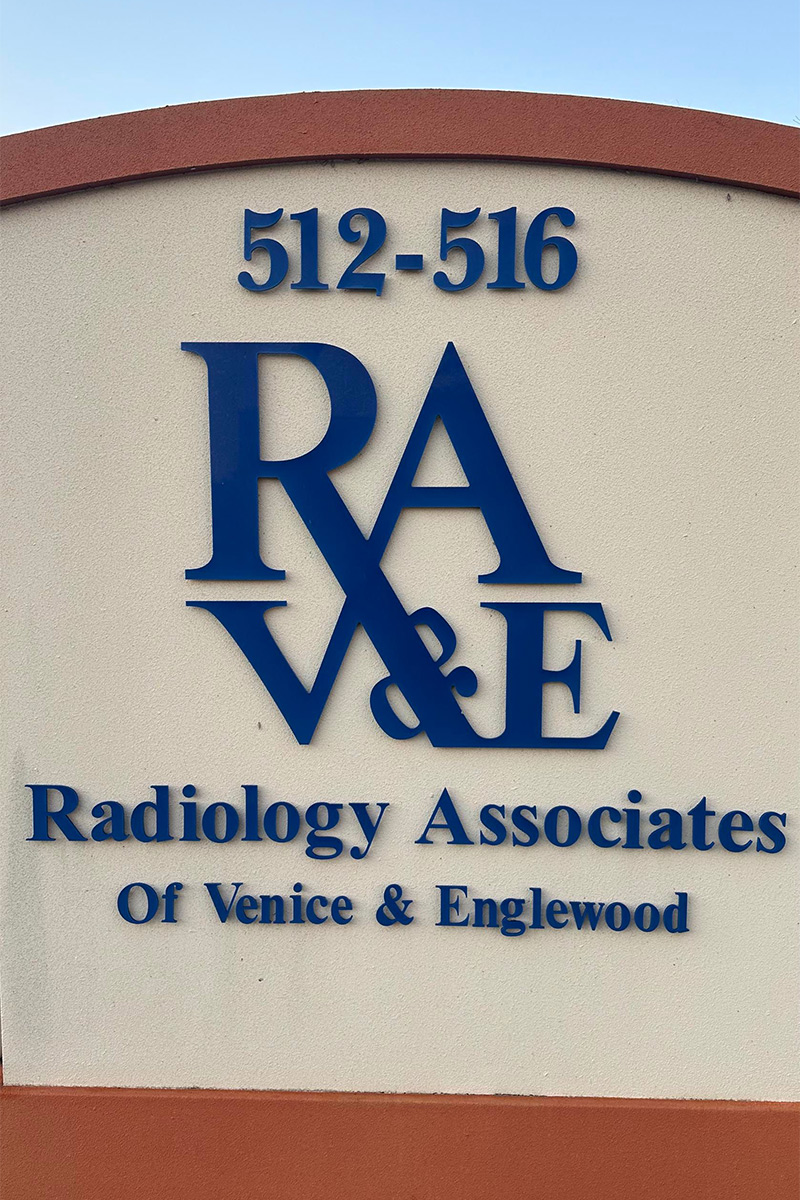 512-516
RA
V&E
Radiology Associates
Of Venice & Englewood